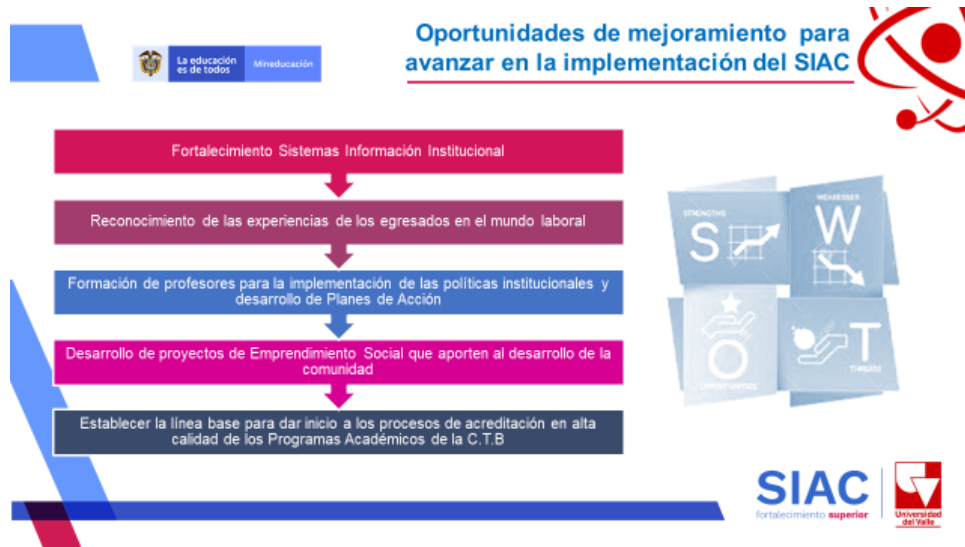 Oportunidades de mejoramiento para
avanzar en la implementación del SIAC
La educación
es de todos
Mineducación
Fortalecimiento Sistemas Información Institucional
Reconocimiento de las experiencias de los egresados en el mundo laboral
Formación de profesores para la implementación de las políticas institucionales y
desarrollo de Planes de Acción
Desarrollo de proyectos de Emprendimiento Social que aporten al desarrollo de la
comunidad
Establecer la línea base para dar inicio a los procesos de acreditación en alta
calidad de los Programas Académicos de la C.T.B
STRENGTHS
S
WEAKNESSES
W
O
OPPORTUNITIES
T
THREATS
SIAC
fortalecimiento superior
Universidad
del Valle